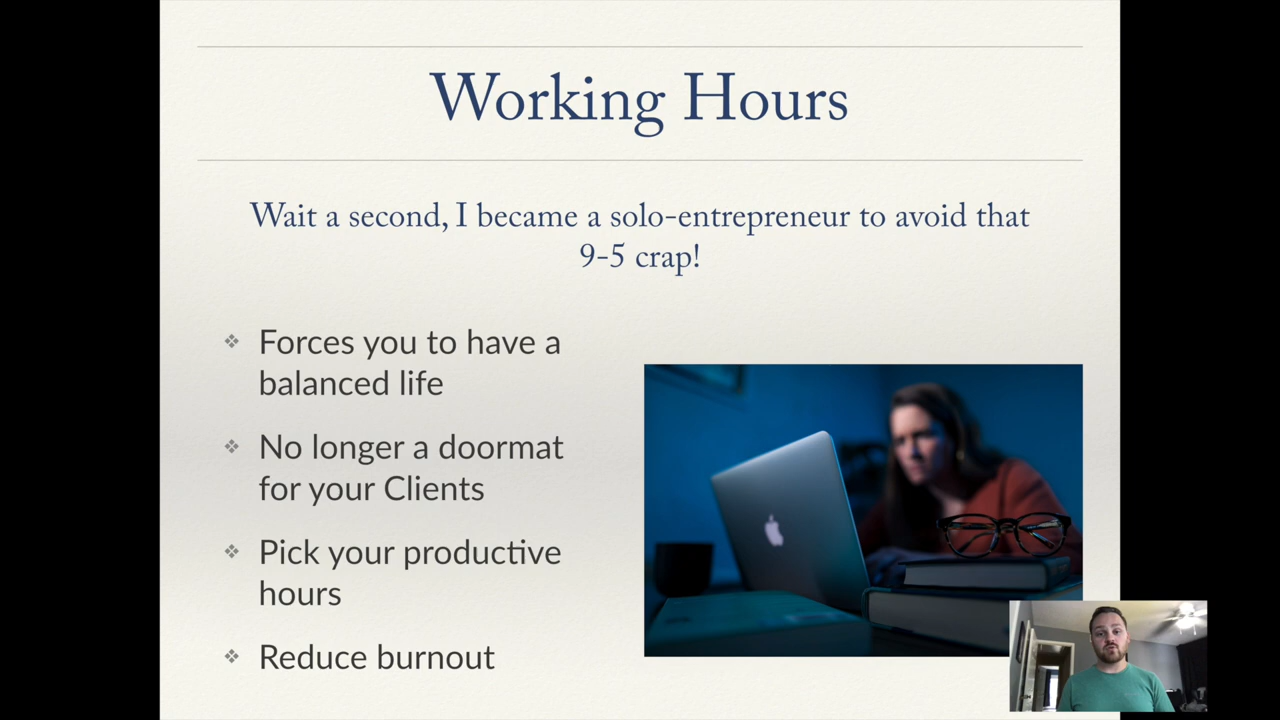 Working Hours
Wait a second, I became a solo-entrepreneur to avoid that
9-5 crap!
Forces you to have a
balanced life
No longer a doormat
for your Clients
Pick your productive
hours
Reduce burnout